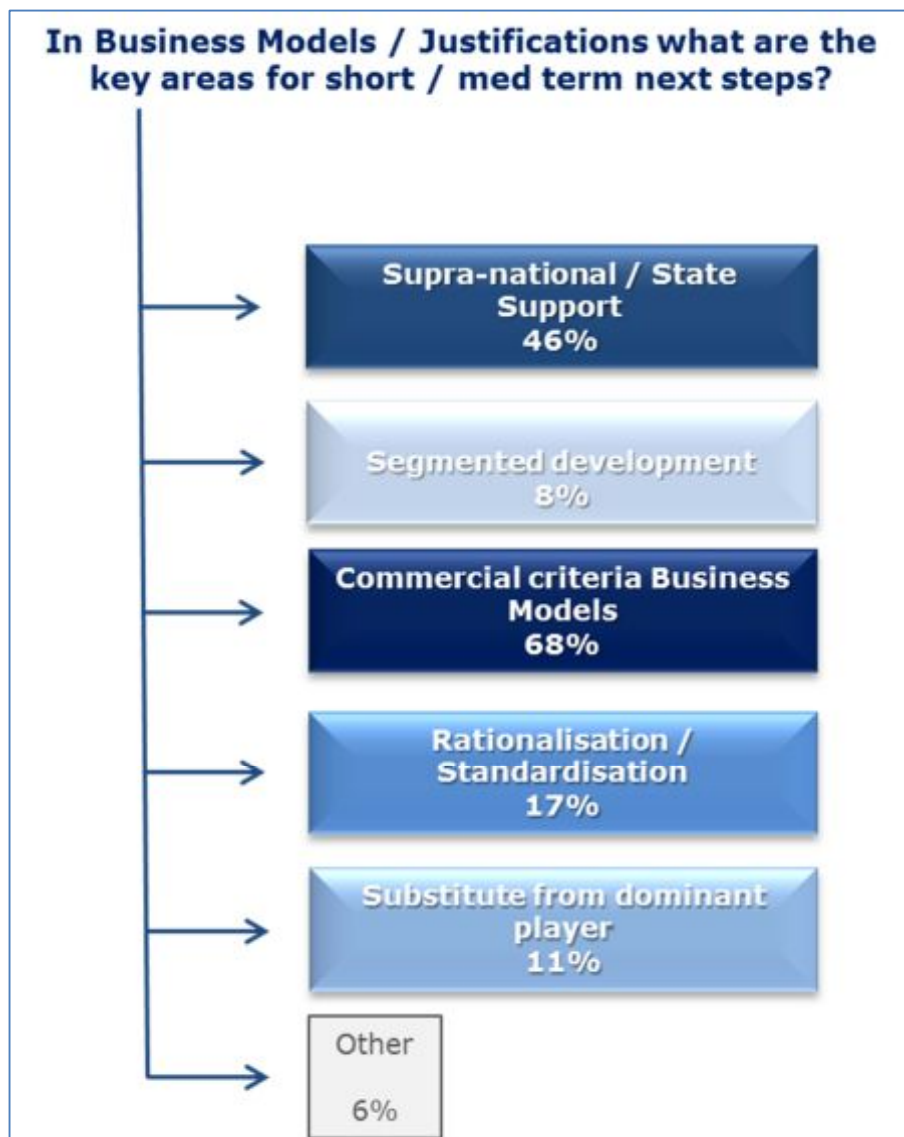 In Business Models / Justifications what are the
key areas for short / med term next steps?
Supra-national / State
Support
46%
Segmented development
8%
Commercial criteria Business
Models
68%
Rationalisation /
Standardisation
17%
Substitute from dominant
player
11%
Other
6%